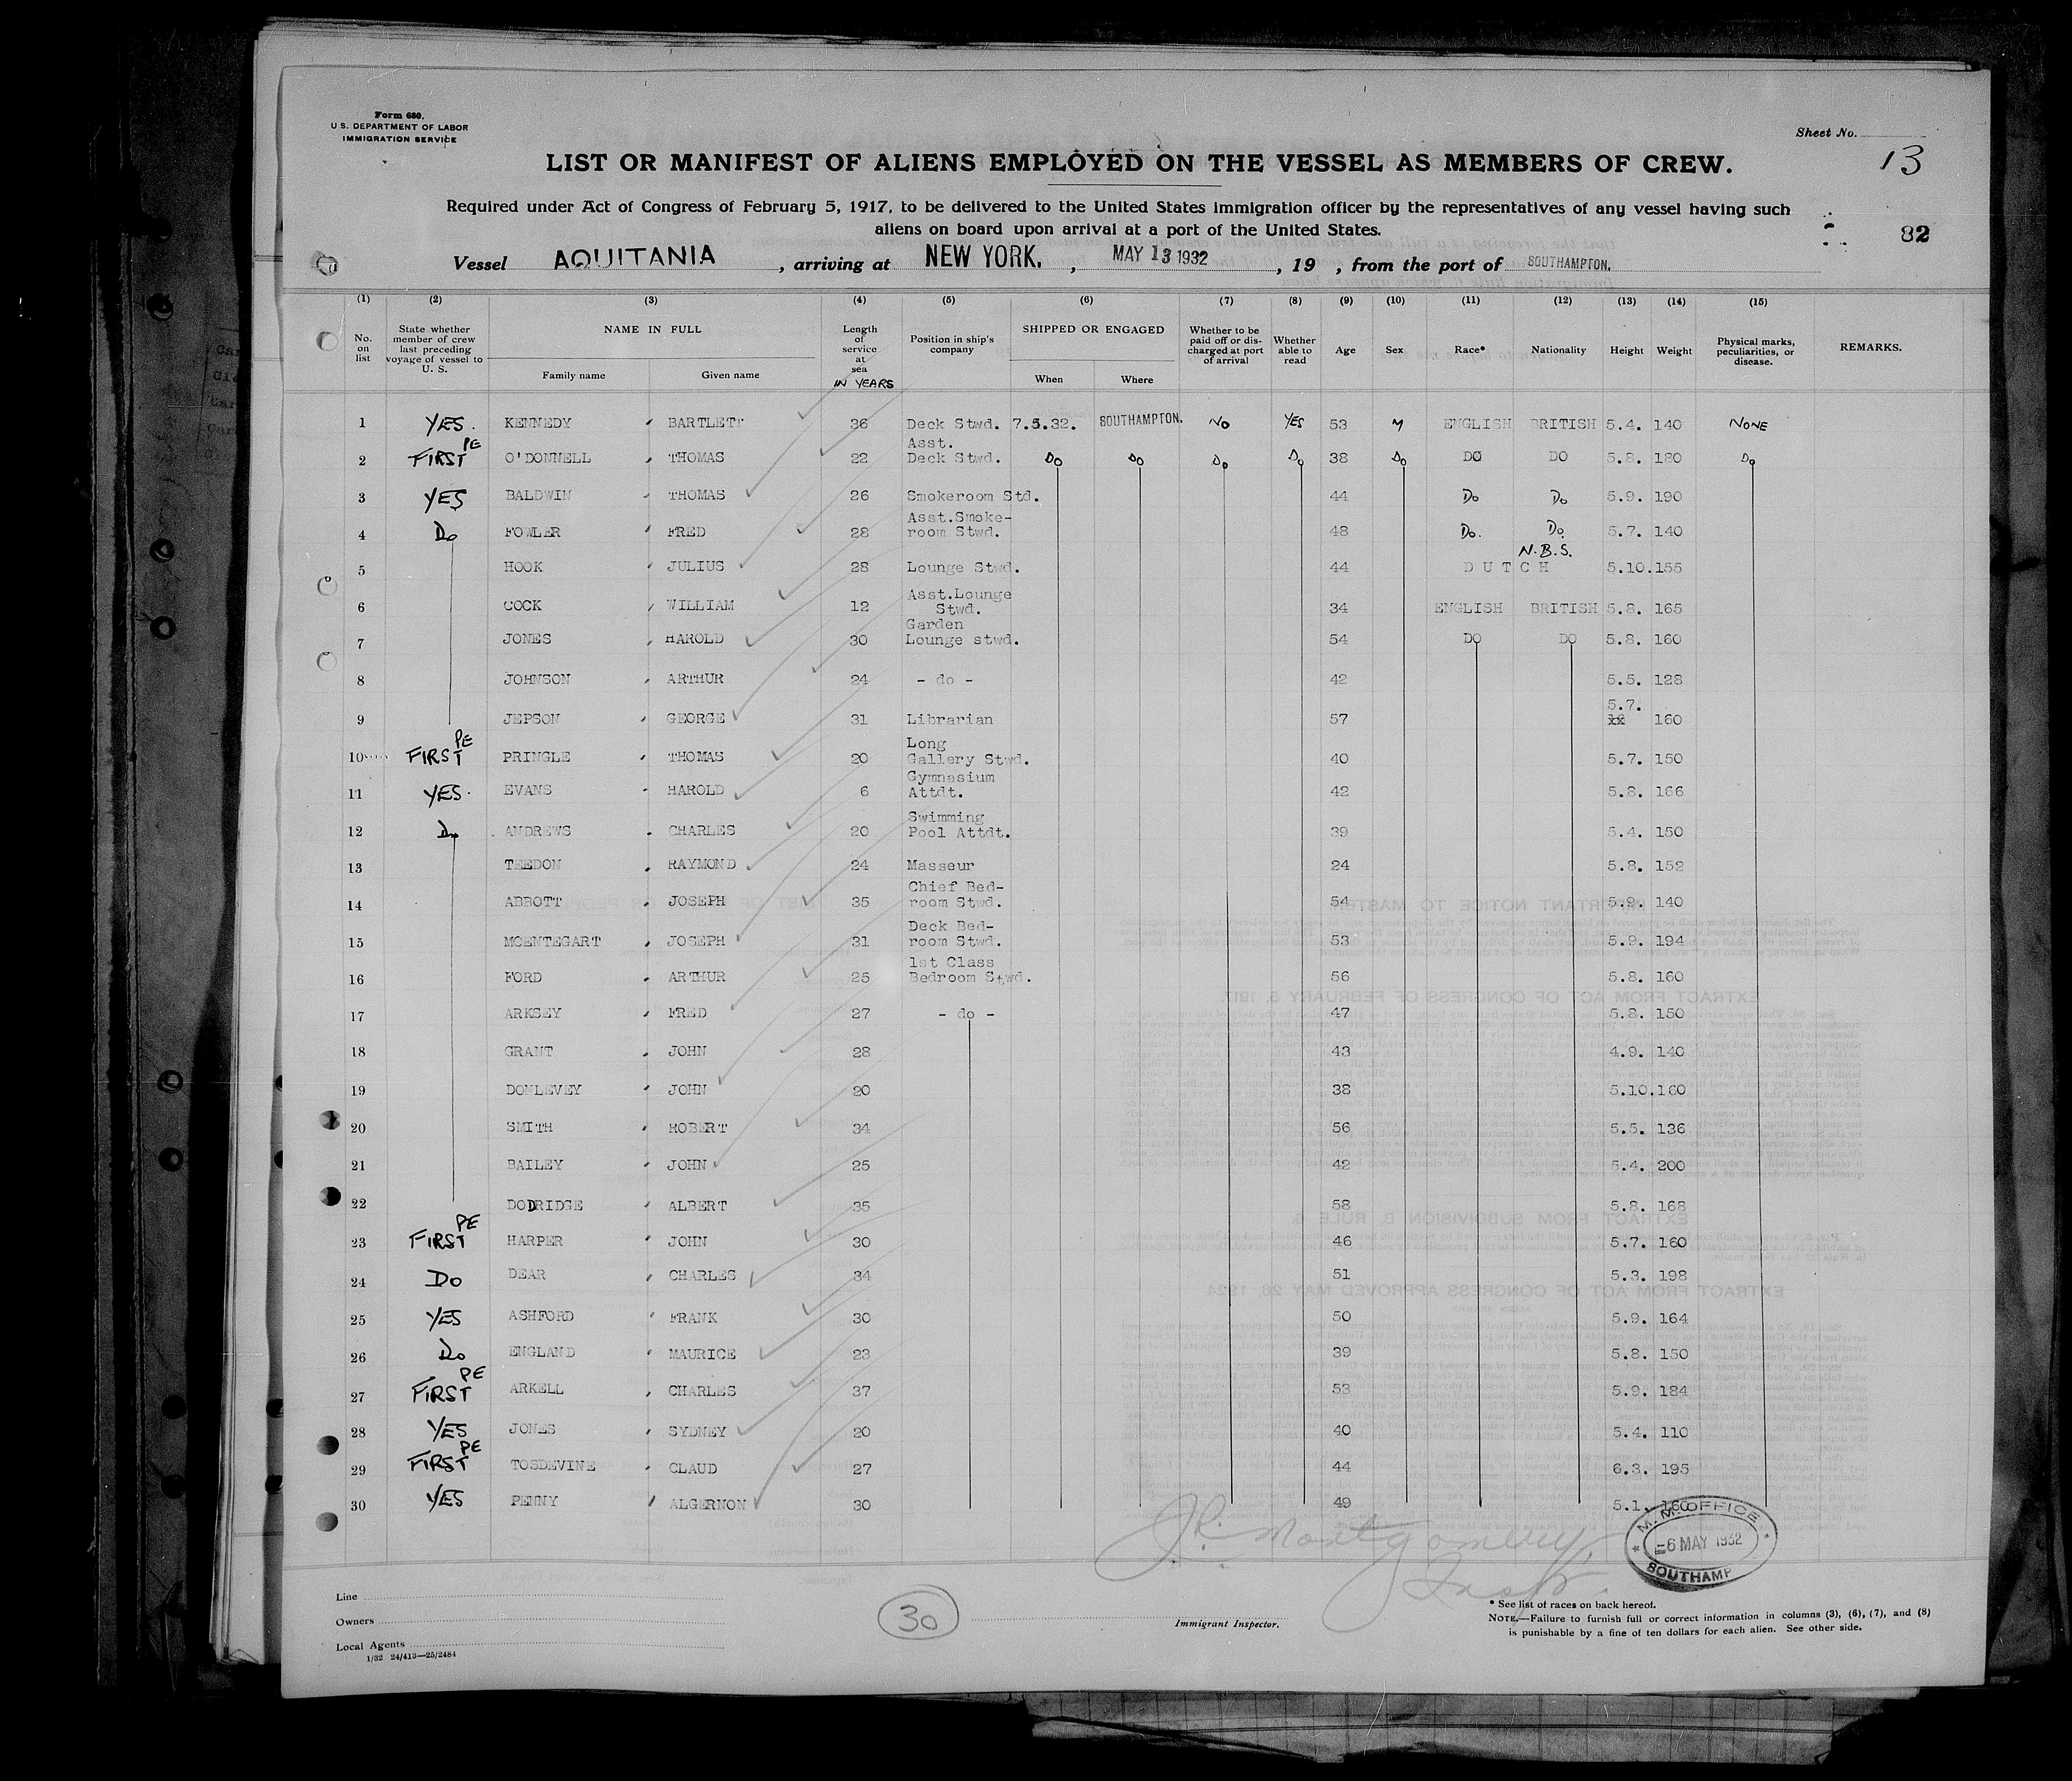 Form 680.
U. S. DEPARTMENT OF LABOR
IMMIGRATION SERVICE
Sheet No.
13
LIST OR MANIFEST OF ALIENS EMPLOYED ON THE VESSEL AS MEMBERS OF CREW.
Required under Act of Congress of February 5, 1917, to be delivered to the United States immigration officer by the representatives of any vessel having such
aliens on board upon arrival at a port of the United States.
82
Vessel AQUITANIA , arriving at NEW YORK. , MAY 13 1932 , 19 , from the port of SOUTHAMPTON.
(1) (2) (3) (4) (5) (6) (7) (8) (9) (10) (11) (12) (13) (14) (15)
No. on list
State whether member of crew last preceding voyage of vessel to U. S.
NAME IN FULL
Family name
Given name
Length of service at sea
IN YEARS
Position in ship's company
SHIPPED OR ENGAGED
When
Where
Whether to be paid off or discharged at port of arrival
Whether able to read
Age
Sex
Race*
Nationality
Height
Weight
Physical marks, peculiarities, or disease.
REMARKS.
1 YES. KENNEDY BARTLETT 36 Deck Stwd. 7.5.32. SOUTHAMPTON. NO YES 53 M ENGLISH BRITISH 5.4. 140 NONE
2 FIRST PE O'DONNELL THOMAS 22 Asst. Deck Stwd. Do Do Do Do 38 Do DO DO 5.8. 180 Do
3 YES BALDWIN THOMAS 26 Smokeroom Std. 44 Do Do 5.9. 190
4 Do FOWLER FRED 28 Asst.Smoke-room Stwd. 48 Do. Do 5.7. 140
N.B.S.
5 HOOK JULIUS 28 Lounge Stwd. 44 DUTCH 5.10. 155
6 COCK WILLIAM 12 Asst.Lounge Stwd. 34 ENGLISH BRITISH 5.8. 165
7 JONES HAROLD 30 Garden Lounge stwd. 54 DO DO 5.8. 160
8 JOHNSON ARTHUR 24 - do - 42 5.5. 128
9 JEPSON GEORGE 31 Librarian 57 5.7. xx 160
10 FIRST PE PRINGLE THOMAS 20 Long Gallery Stwd. 40 5.7. 150
11 YES. EVANS HAROLD 6 Gymnasium Attdt. 42 5.8. 166
12 Do ANDREWS CHARLES 20 Swimming Pool Attdt. 39 5.4. 150
13 TEEDON RAYMOND 24 Masseur 24 5.8. 152
14 ABBOTT JOSEPH 35 Chief Bed-room Stwd. 54 5.9. 140
15 MCENTEGART JOSEPH 31 Deck Bed-room Stwd. 53 5.9. 194
16 FORD ARTHUR 25 1st Class Bedroom Stwd. 56 5.8. 160
17 ARKSEY FRED 27 - do - 47 5.8. 150
18 GRANT JOHN 28 43 4.9. 140
19 DONLEVEY JOHN 20 38 5.10. 160
20 SMITH ROBERT 34 56 5.5. 136
21 BAILEY JOHN 25 42 5.4. 200
22 DODRIDGE ALBERT 35 58 5.8. 168
23 FIRST PE HARPER JOHN 30 46 5.7. 160
24 DO DEAR CHARLES 34 51 5.3. 198
25 YES ASHFORD FRANK 30 50 5.9. 164
26 Do ENGLAND MAURICE 23 39 5.8. 150
27 FIRST PE ARKELL CHARLES 37 53 5.9. 184
28 YES JONES SYDNEY 20 40 5.4. 110
29 FIRST PE TOSDEVINE CLAUD 27 44 6.3. 195
30 YES PENNY ALGERNON 30 49 5.1. 160
M. M. OFFICE
-6 MAY 1932
SOUTHAMP
Montgomery
Insp.
Line
Owners
Local Agents
1/32 24/413—25/2484
30
Immigrant Inspector.
* See list of races on back hereof.
NOTE.—Failure to furnish full or correct information in columns (3), (6), (7), and (8)
is punishable by a fine of ten dollars for each alien. See other side.